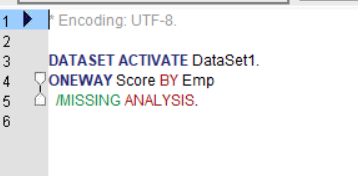 1 * Encoding: UTF-8.
2
3 DATASET ACTIVATE DataSet1.
4 ONEWAY Score BY Emp
5 /MISSING ANALYSIS.
6